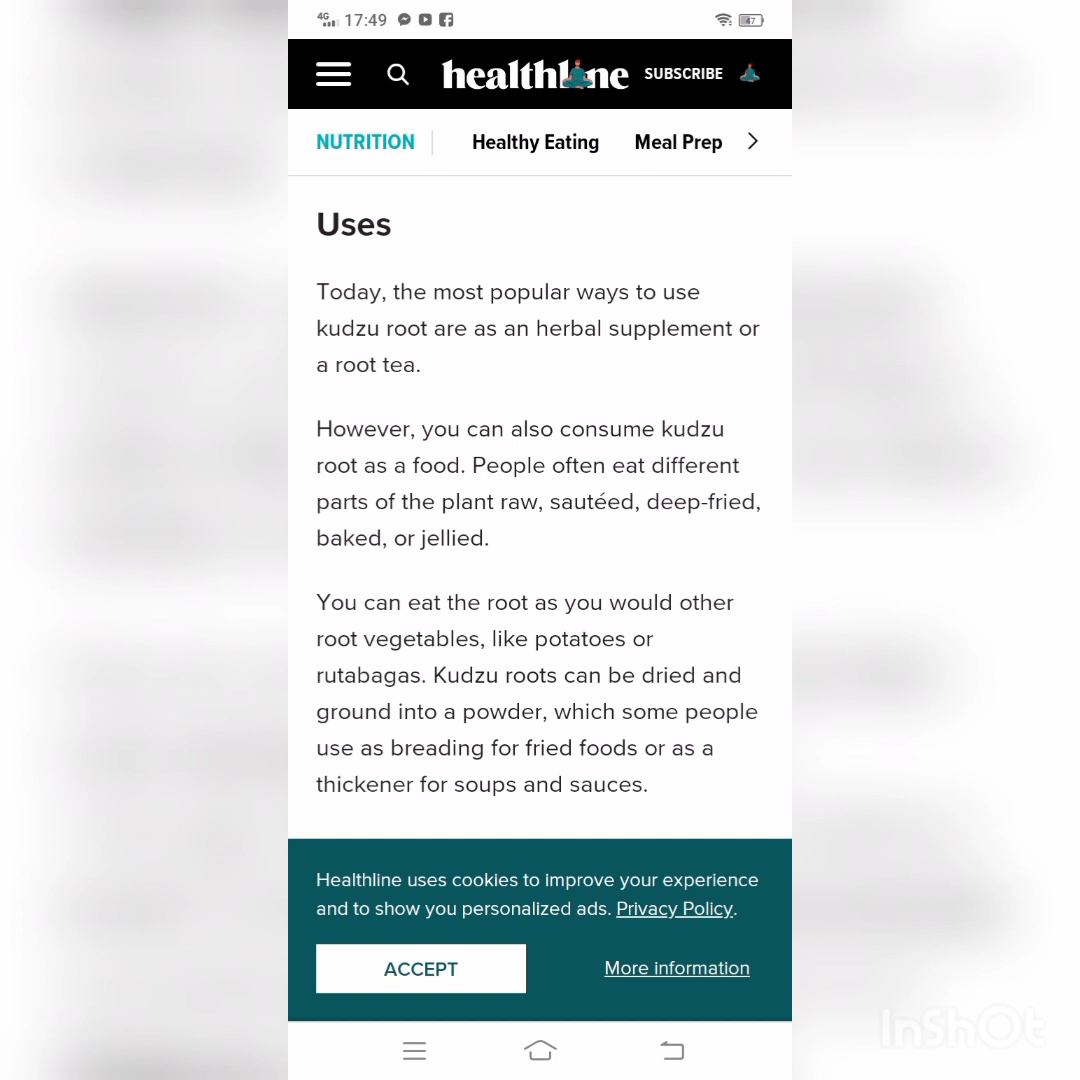 4G 17:49 47
healthline SUBSCRIBE
NUTRITION Healthy Eating Meal Prep
Uses
Today, the most popular ways to use
kudzu root are as an herbal supplement or
a root tea.
However, you can also consume kudzu
root as a food. People often eat different
parts of the plant raw, sautéed, deep-fried,
baked, or jellied.
You can eat the root as you would other
root vegetables, like potatoes or
rutabagas. Kudzu roots can be dried and
ground into a powder, which some people
use as breading for fried foods or as a
thickener for soups and sauces.
Healthline uses cookies to improve your experience
and to show you personalized ads. Privacy Policy.
ACCEPT More information
InShOt